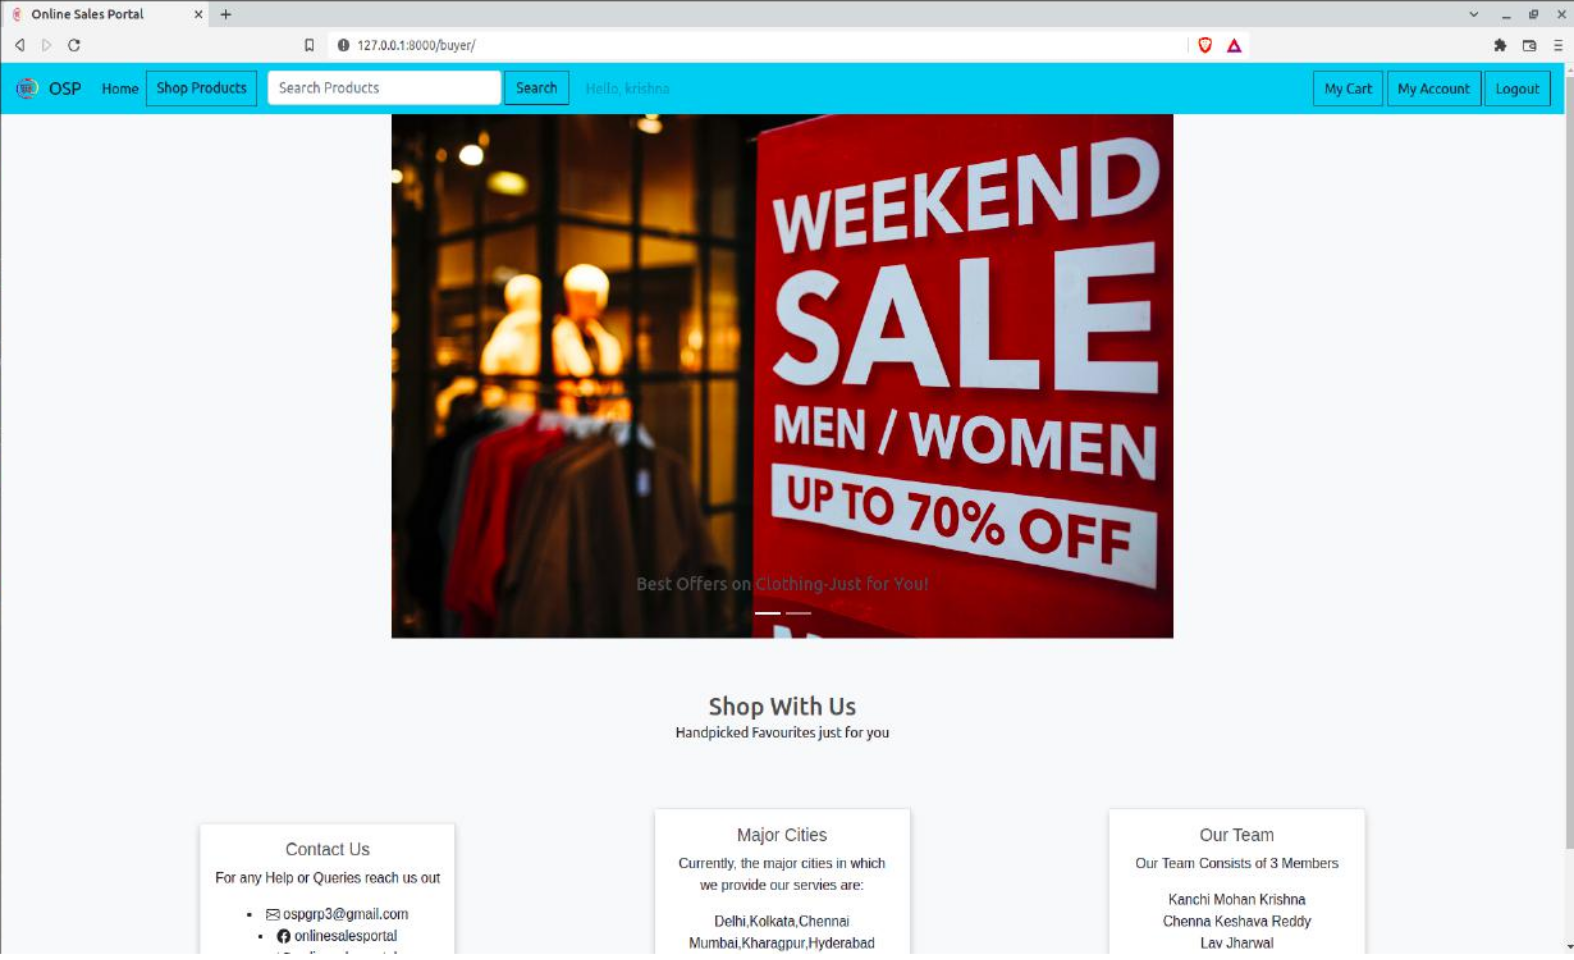 Online Sales Portal
127.0.0.1:8000/buyer/
OSP Home Shop Products Search Products Search Hello, krishna My Cart My Account Logout
WEEKEND
SALE
MEN / WOMEN
UP TO 70% OFF
Best Offers on Clothing-Just for You!
Shop With Us
Handpicked Favourites just for you
Contact Us
For any Help or Queries reach us out
ospgrp3@gmail.com
onlinesalesportal
Major Cities
Currently, the major cities in which
we provide our servies are:
Delhi,Kolkata,Chennai
Mumbai,Kharagpur,Hyderabad
Our Team
Our Team Consists of 3 Members
Kanchi Mohan Krishna
Chenna Keshava Reddy
Lav Jharwal